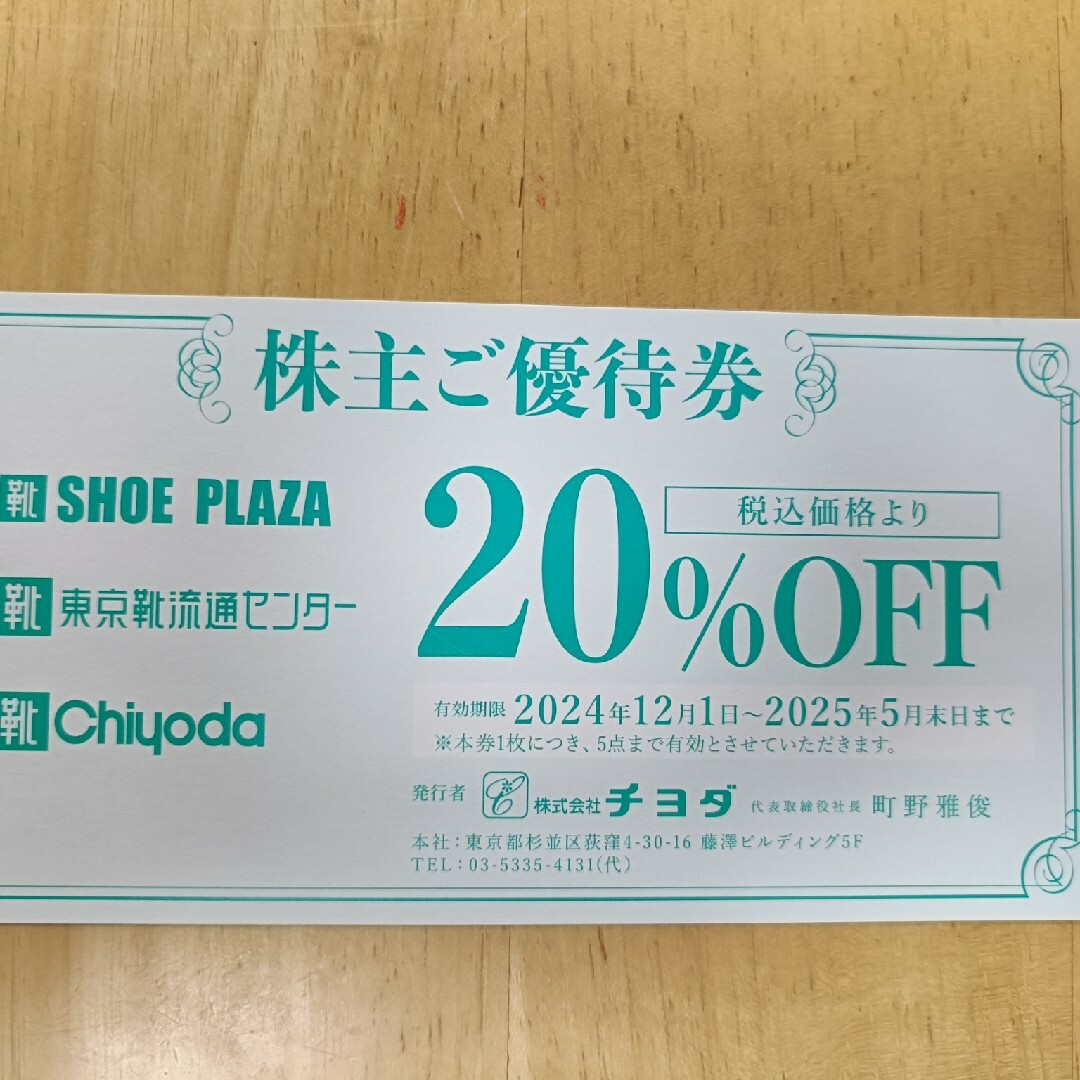 株主ご優待券
靴 SHOE PLAZA
靴 東京靴流通センター
靴 Chiyoda
20%OFF
税込価格より
有効期限 2024年12月1日～2025年5月末日まで
※本券1枚につき、5点まで有効とさせていただきます。
発行者 株式会社チヨダ 代表取締役社長 町野雅俊
本社：東京都杉並区荻窪4-30-16 藤澤ビルディング5F
TEL：03-5335-4131(代)